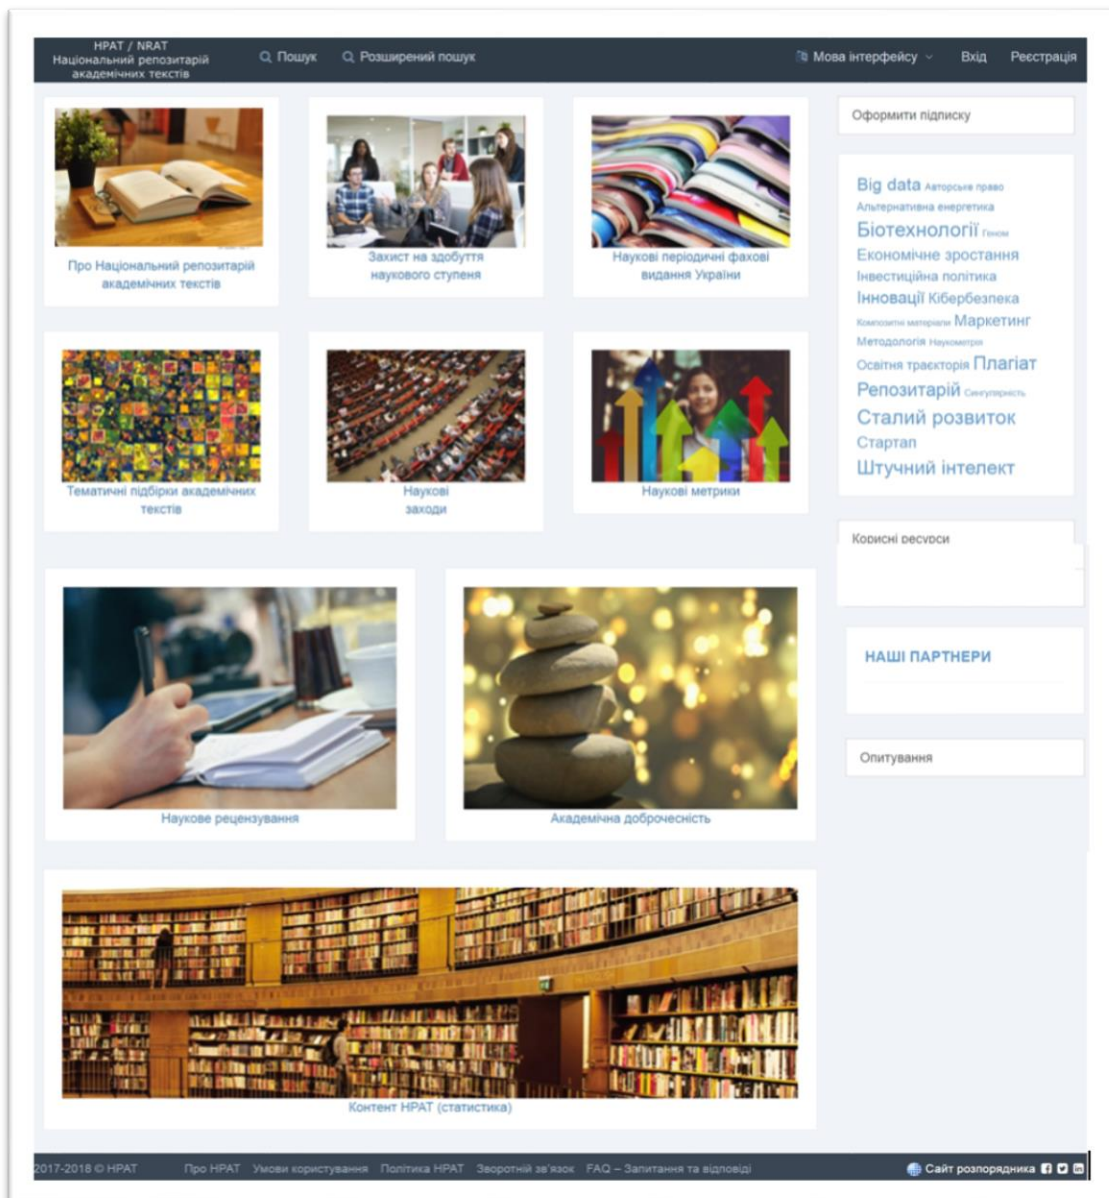 НРАТ / NRAT
Національний репозитарій
академічних текстів
Пошук
Розширений пошук
Мова інтерфейсу
Вхід
Реєстрація
Про Національний репозитарій
академічних текстів
Захист на здобуття
наукового ступеня
Наукові періодичні фахові
видання України
Тематичні підбірки академічних
текстів
Наукові
заходи
Наукові метрики
Наукове рецензування
Академічна доброчесність
Контент НРАТ (статистика)
Оформити підписку
Big data Авторське право
Альтернативна енергетика
Біотехнології Геном
Економічне зростання
Інвестиційна політика
Інновації Кібербезпека
Композитні матеріали Маркетинг
Методологія Наукометрія
Освітня траєкторія Плагіат
Репозитарій Сингулярність
Сталий розвиток
Стартап
Штучний інтелект
Корисні ресурси
НАШІ ПАРТНЕРИ
Опитування
2017-2018 © НРАТ
Про НРАТ
Умови користування
Політика НРАТ
Зворотній зв'язок
FAQ – Запитання та відповіді
Сайт розпорядника